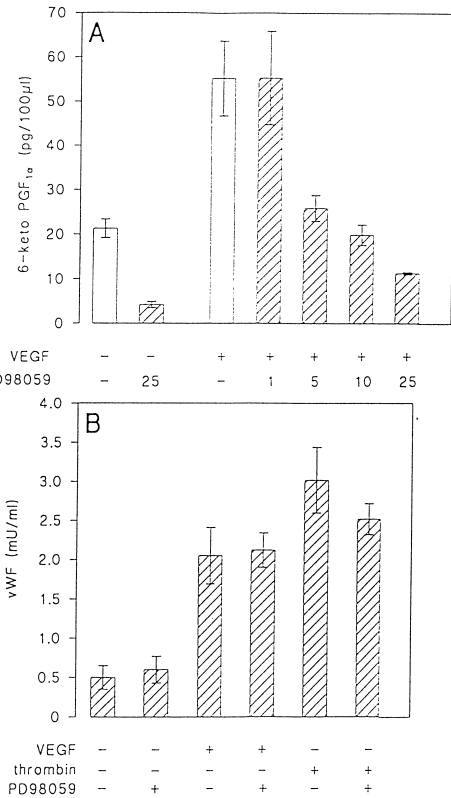 A
70
60
50
40
30
20
10
0
6-keto PGF₁α (pg/100μl)
VEGF - - + + + + +
D98059 - 25 - 1 5 10 25
B
4.0
3.5
3.0
2.5
2.0
1.5
1.0
0.5
0
vWF (mU/ml)
VEGF - - + + - -
thrombin - - - - + +
PD98059 - + - + - +